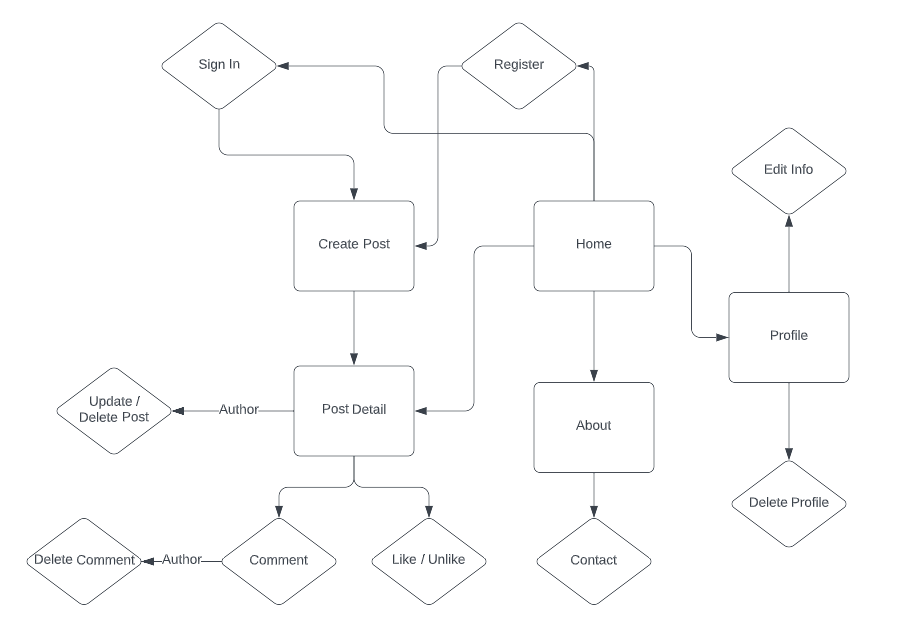 Sign In
Register
Edit Info
Create Post
Home
Profile
Update /
Delete Post
Author
Post Detail
About
Delete Profile
Delete Comment
Author
Comment
Like / Unlike
Contact